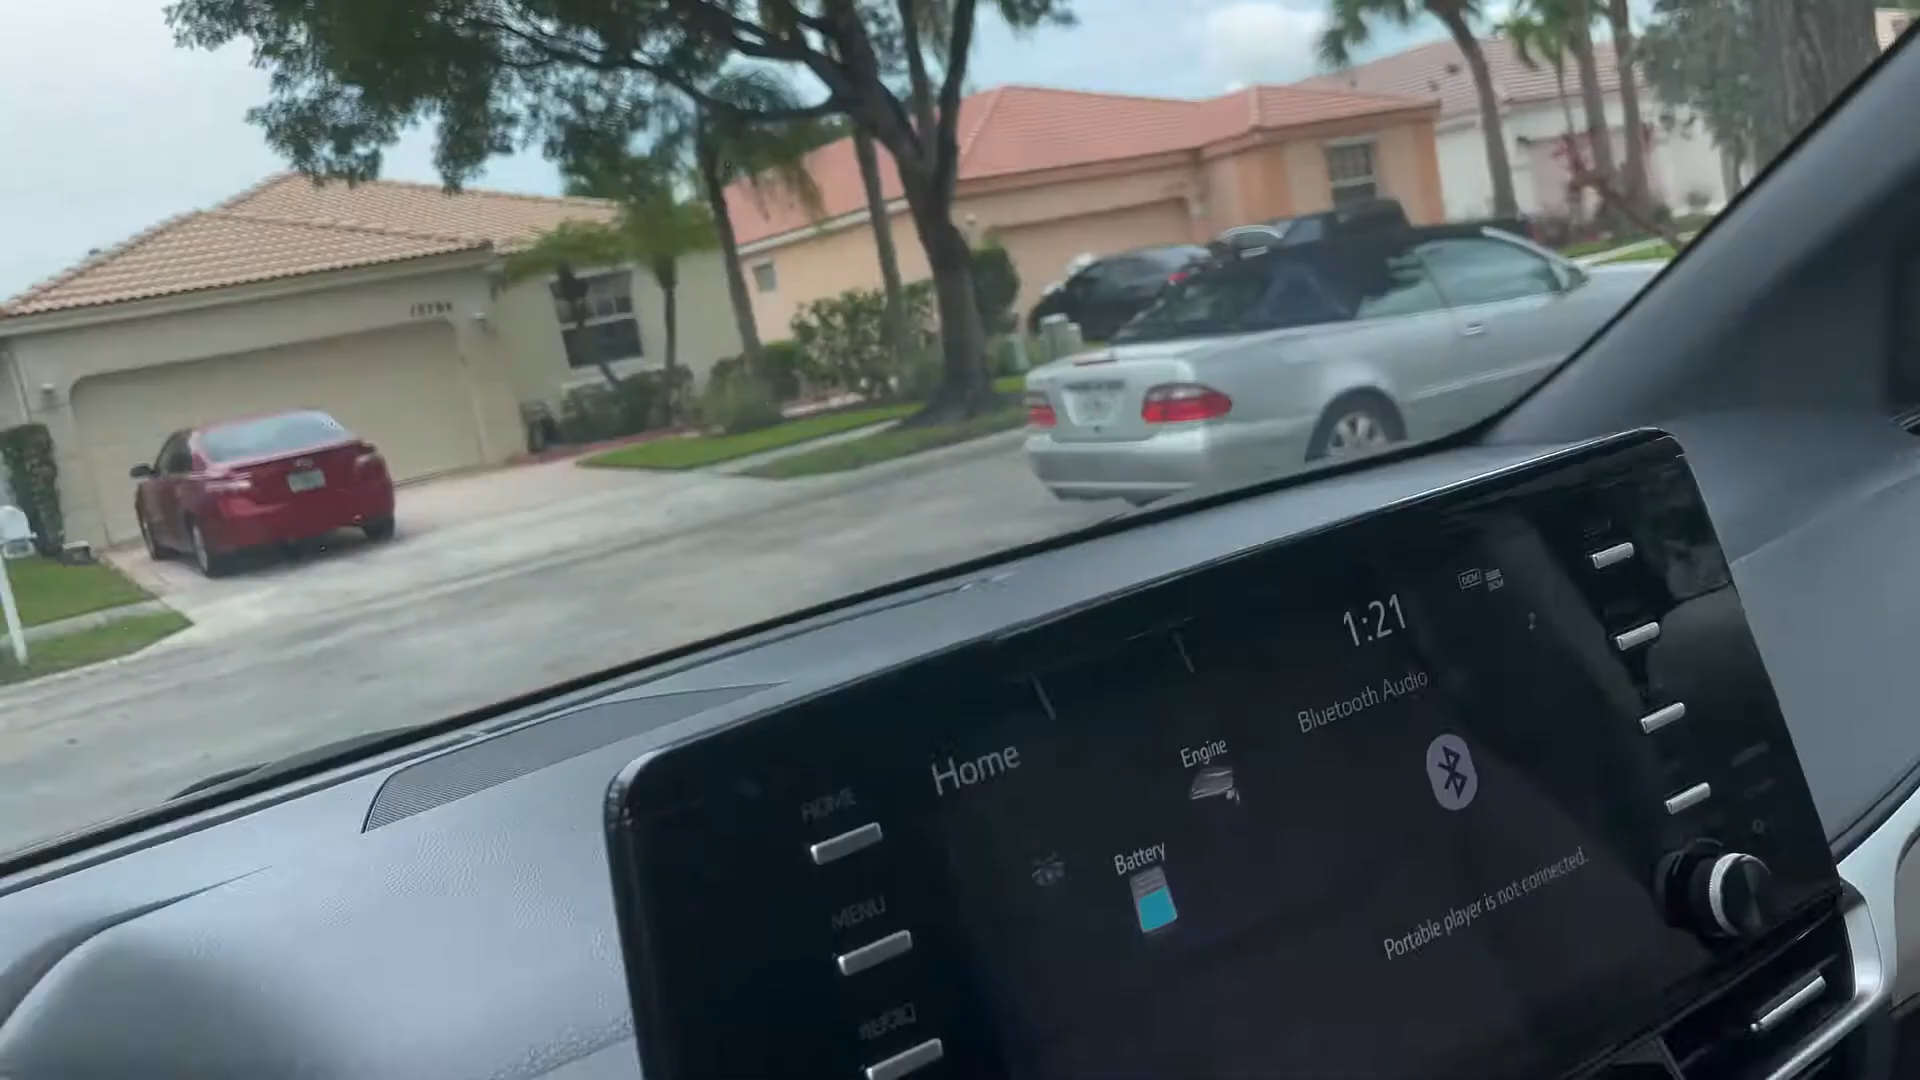 1:21
Bluetooth Audio
Home
Engine
HOME
Battery
MENU
Portable player is not connected.